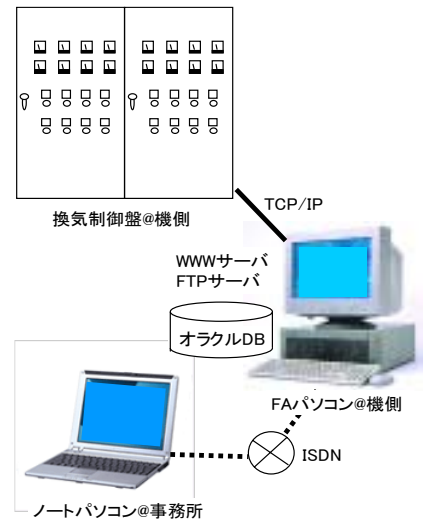 換気制御盤@機側
TCP/IP
WWWサーバ
FTPサーバ
オラクルDB
FAパソコン@機側
ISDN
ノートパソコン@事務所